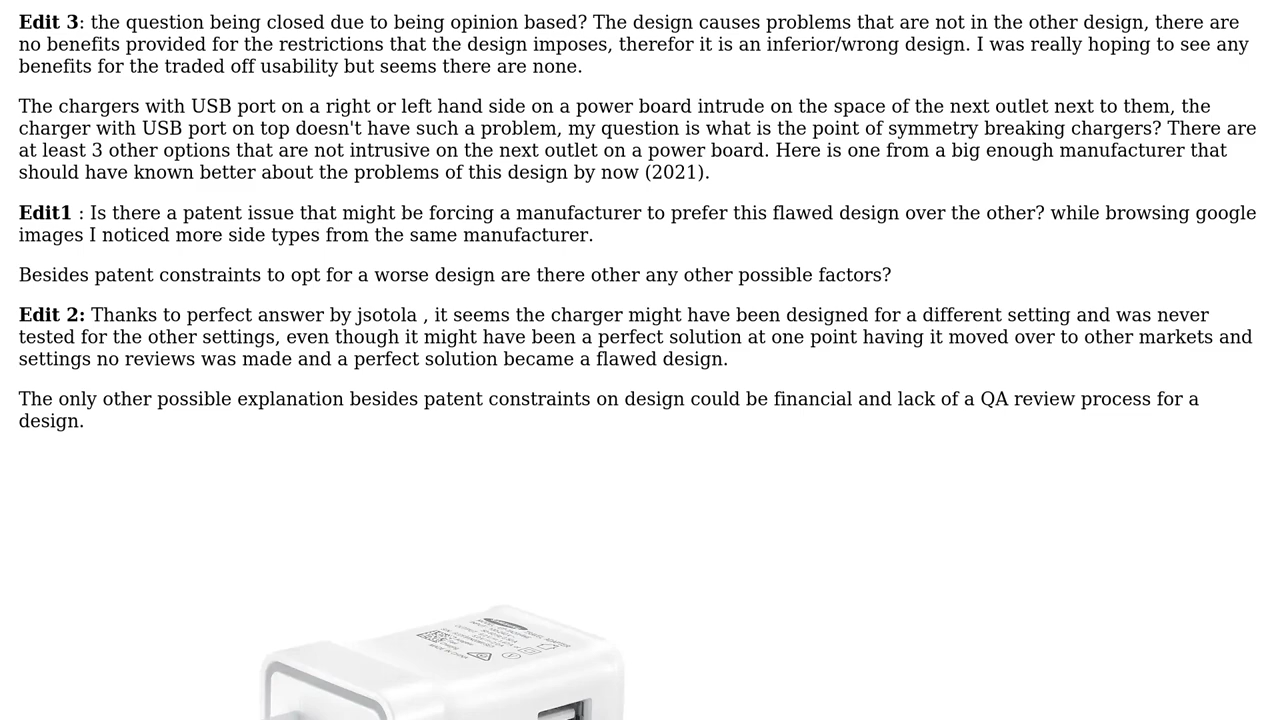 Edit 3: the question being closed due to being opinion based? The design causes problems that are not in the other design, there are
no benefits provided for the restrictions that the design imposes, therefor it is an inferior/wrong design. I was really hoping to see any
benefits for the traded off usability but seems there are none.
The chargers with USB port on a right or left hand side on a power board intrude on the space of the next outlet next to them, the
charger with USB port on top doesn't have such a problem, my question is what is the point of symmetry breaking chargers? There are
at least 3 other options that are not intrusive on the next outlet on a power board. Here is one from a big enough manufacturer that
should have known better about the problems of this design by now (2021).
Edit1 : Is there a patent issue that might be forcing a manufacturer to prefer this flawed design over the other? while browsing google
images I noticed more side types from the same manufacturer.
Besides patent constraints to opt for a worse design are there other any other possible factors?
Edit 2: Thanks to perfect answer by jsotola , it seems the charger might have been designed for a different setting and was never
tested for the other settings, even though it might have been a perfect solution at one point having it moved over to other markets and
settings no reviews was made and a perfect solution became a flawed design.
The only other possible explanation besides patent constraints on design could be financial and lack of a QA review process for a
design.